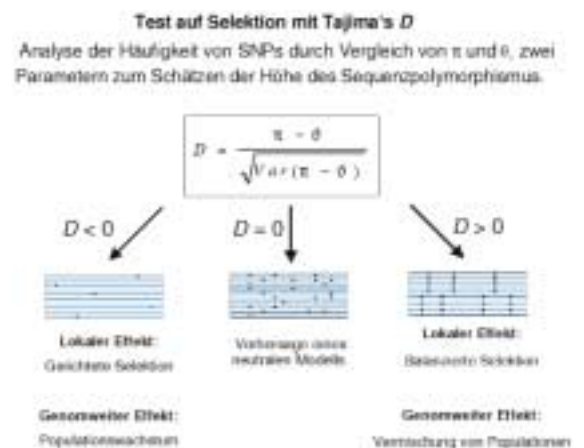 Test auf Selektion mit Tajima's D
Analyse der Häufigkeit von SNPs durch Vergleich von π und θ, zwei
Parametern zum Schätzen der Höhe des Sequenzpolymorphismus.
D = π - θ / √Var(π - θ)
D < 0
D = 0
D > 0
Lokaler Effekt:
Gerichtete Selektion
Vorhersage eines
neutralen Modells
Lokaler Effekt:
Balancierte Selektion
Genomweiter Effekt:
Populationswachstum
Genomweiter Effekt:
Vermischung von Populationen